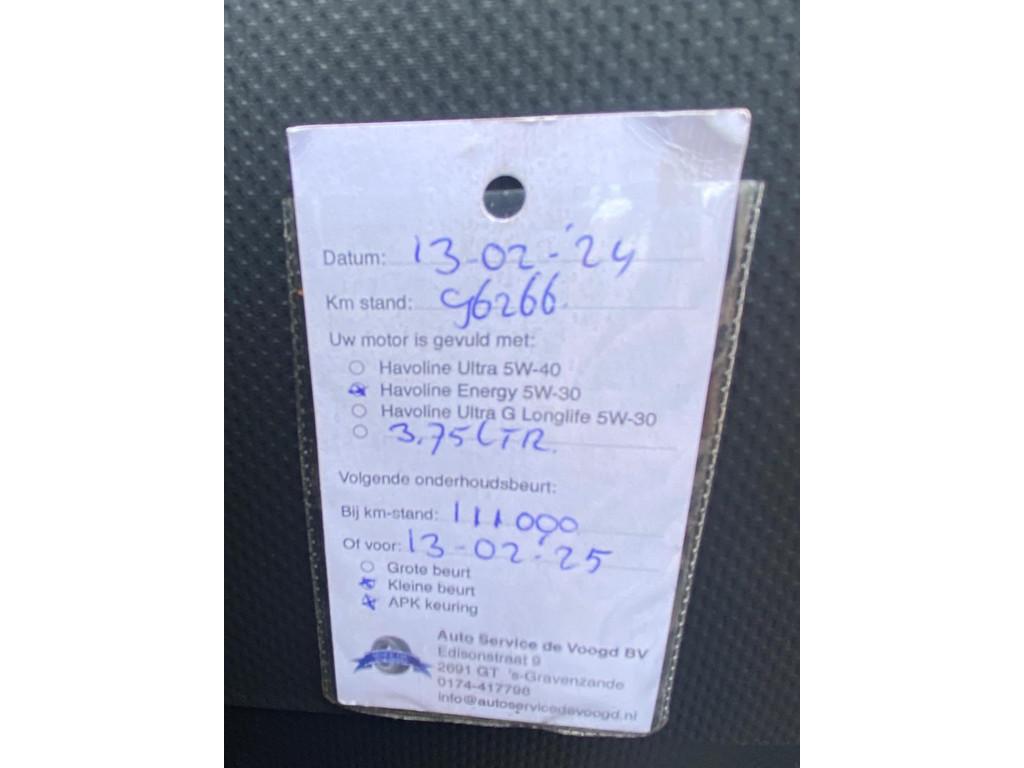 Datum: 13-02-'24
Km stand: 96266
Uw motor is gevuld met:
Havoline Ultra 5W-40
Havoline Energy 5W-30
Havoline Ultra G Longlife 5W-30
3,75 LTR.
Volgende onderhoudsbeurt:
Bij km-stand: 111000
Of voor: 13-02-'25
Grote beurt
Kleine beurt
APK keuring
Auto Service de Voogd BV
Edisonstraat 9
2691 GT 's-Gravenzande
0174-417798
info@autoservicedevoogd.nl